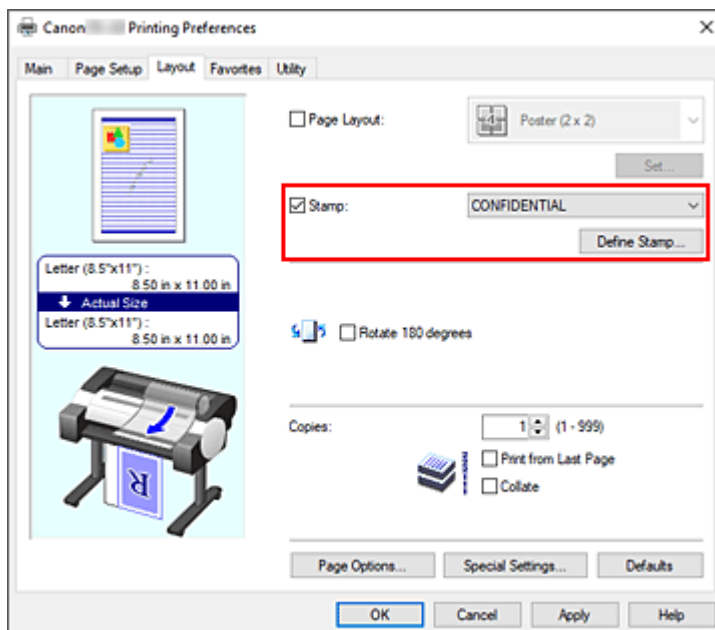 Canon Printing Preferences
Main Page Setup Layout Favorites Utility
Page Layout:
4
Poster (2 x 2)
Set...
Stamp:
CONFIDENTIAL
Define Stamp...
Letter (8.5"x11") :
8.50 in x 11.00 in
Actual Size
Letter (8.5"x11") :
8.50 in x 11.00 in
Rotate 180 degrees
Copies:
1 (1 - 999)
Print from Last Page
Collate
R
Page Options... Special Settings... Defaults
OK Cancel Apply Help